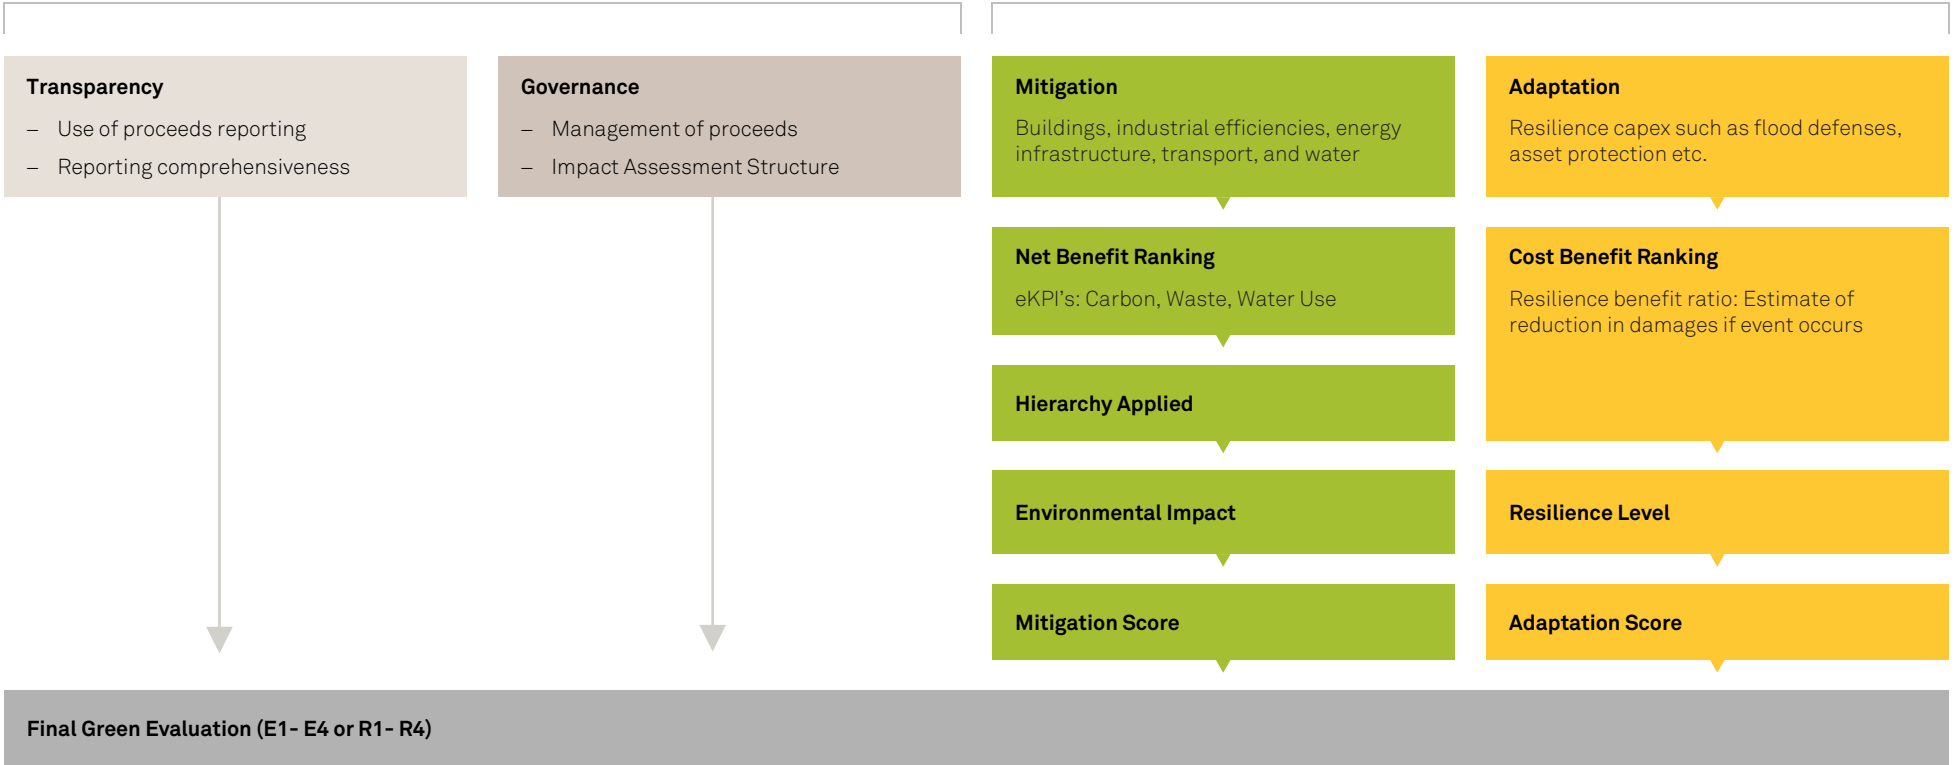 Transparency
– Use of proceeds reporting
– Reporting comprehensiveness
Governance
– Management of proceeds
– Impact Assessment Structure
Mitigation
Buildings, industrial efficiencies, energy
infrastructure, transport, and water
Net Benefit Ranking
eKPI's: Carbon, Waste, Water Use
Hierarchy Applied
Environmental Impact
Mitigation Score
Adaptation
Resilience capex such as flood defenses,
asset protection etc.
Cost Benefit Ranking
Resilience benefit ratio: Estimate of
reduction in damages if event occurs
Resilience Level
Adaptation Score
Final Green Evaluation (E1- E4 or R1- R4)